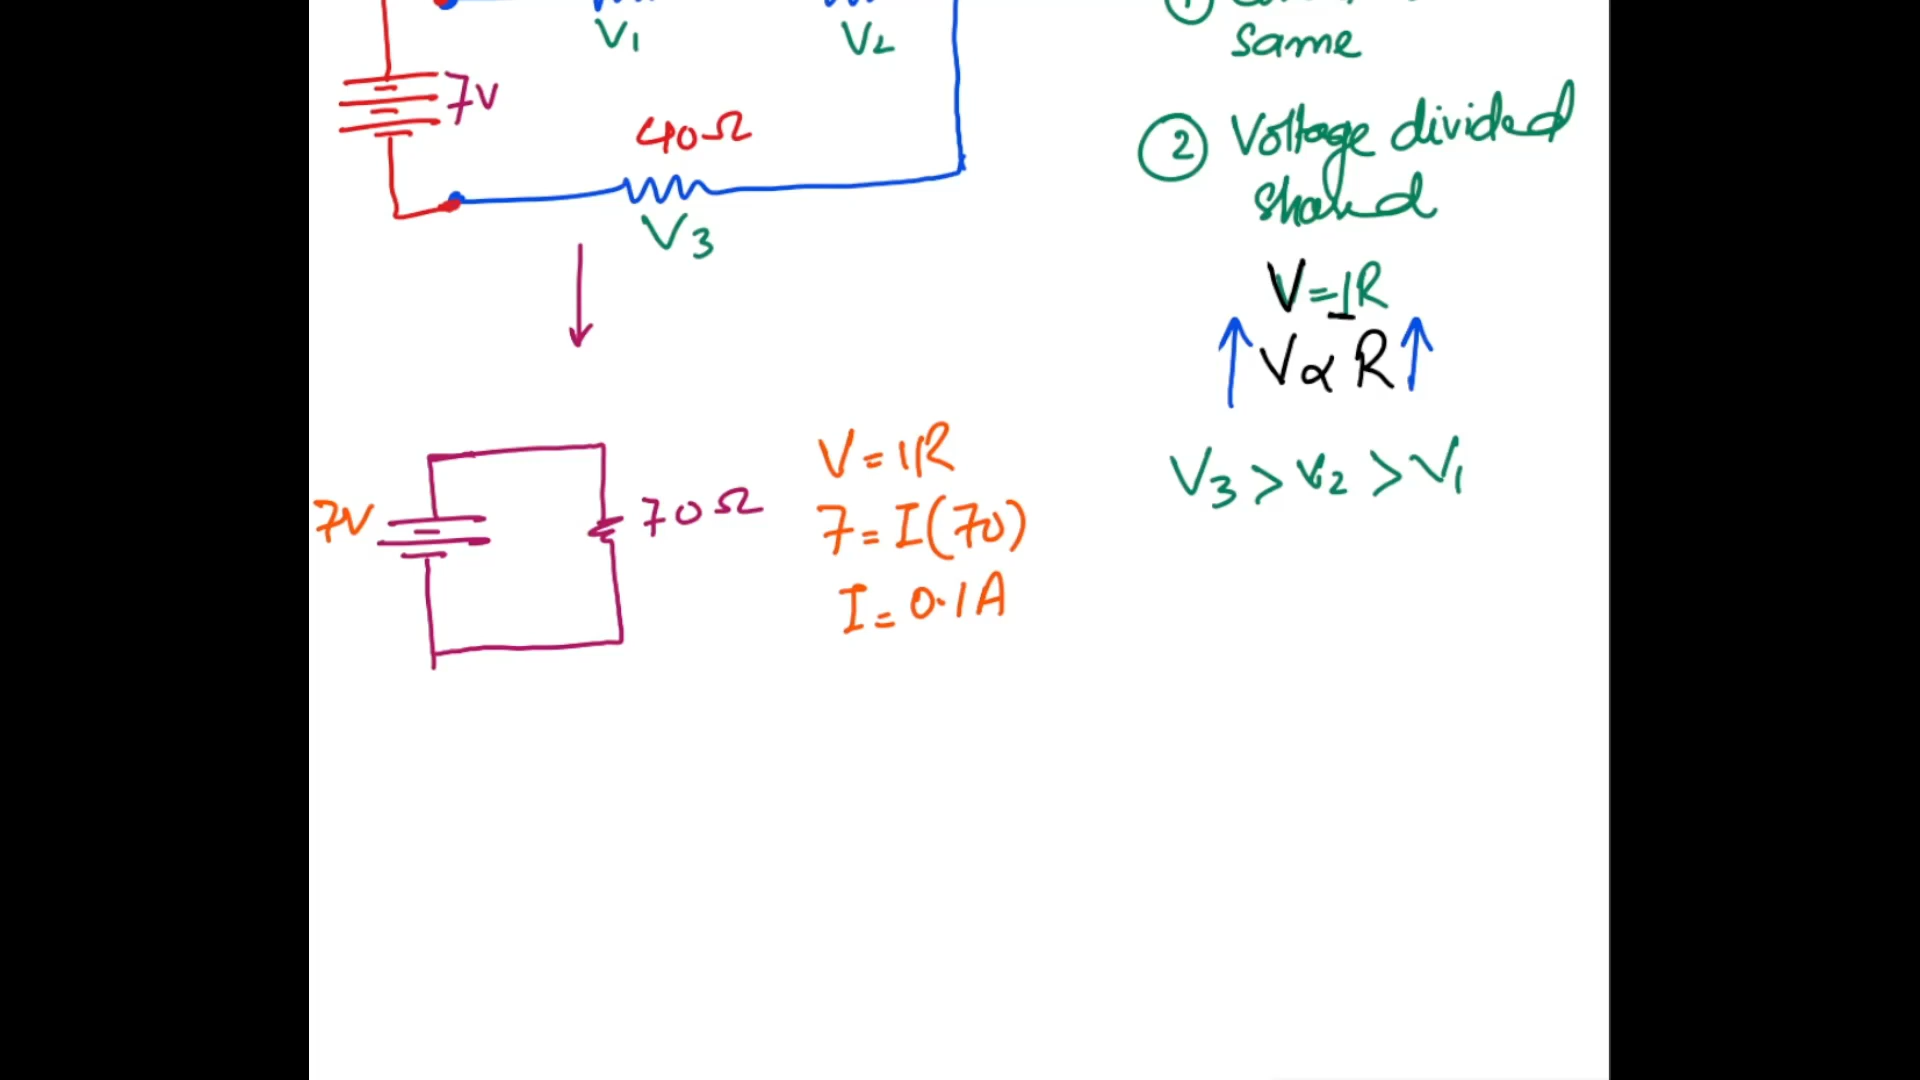 V₁
V₂
7V
40Ω
V₃
same
② Voltage divided
shared
V=IR
V∝R
7V
70Ω
V=IR
7=I(70)
I=0.1A
V₃>V₂>V₁